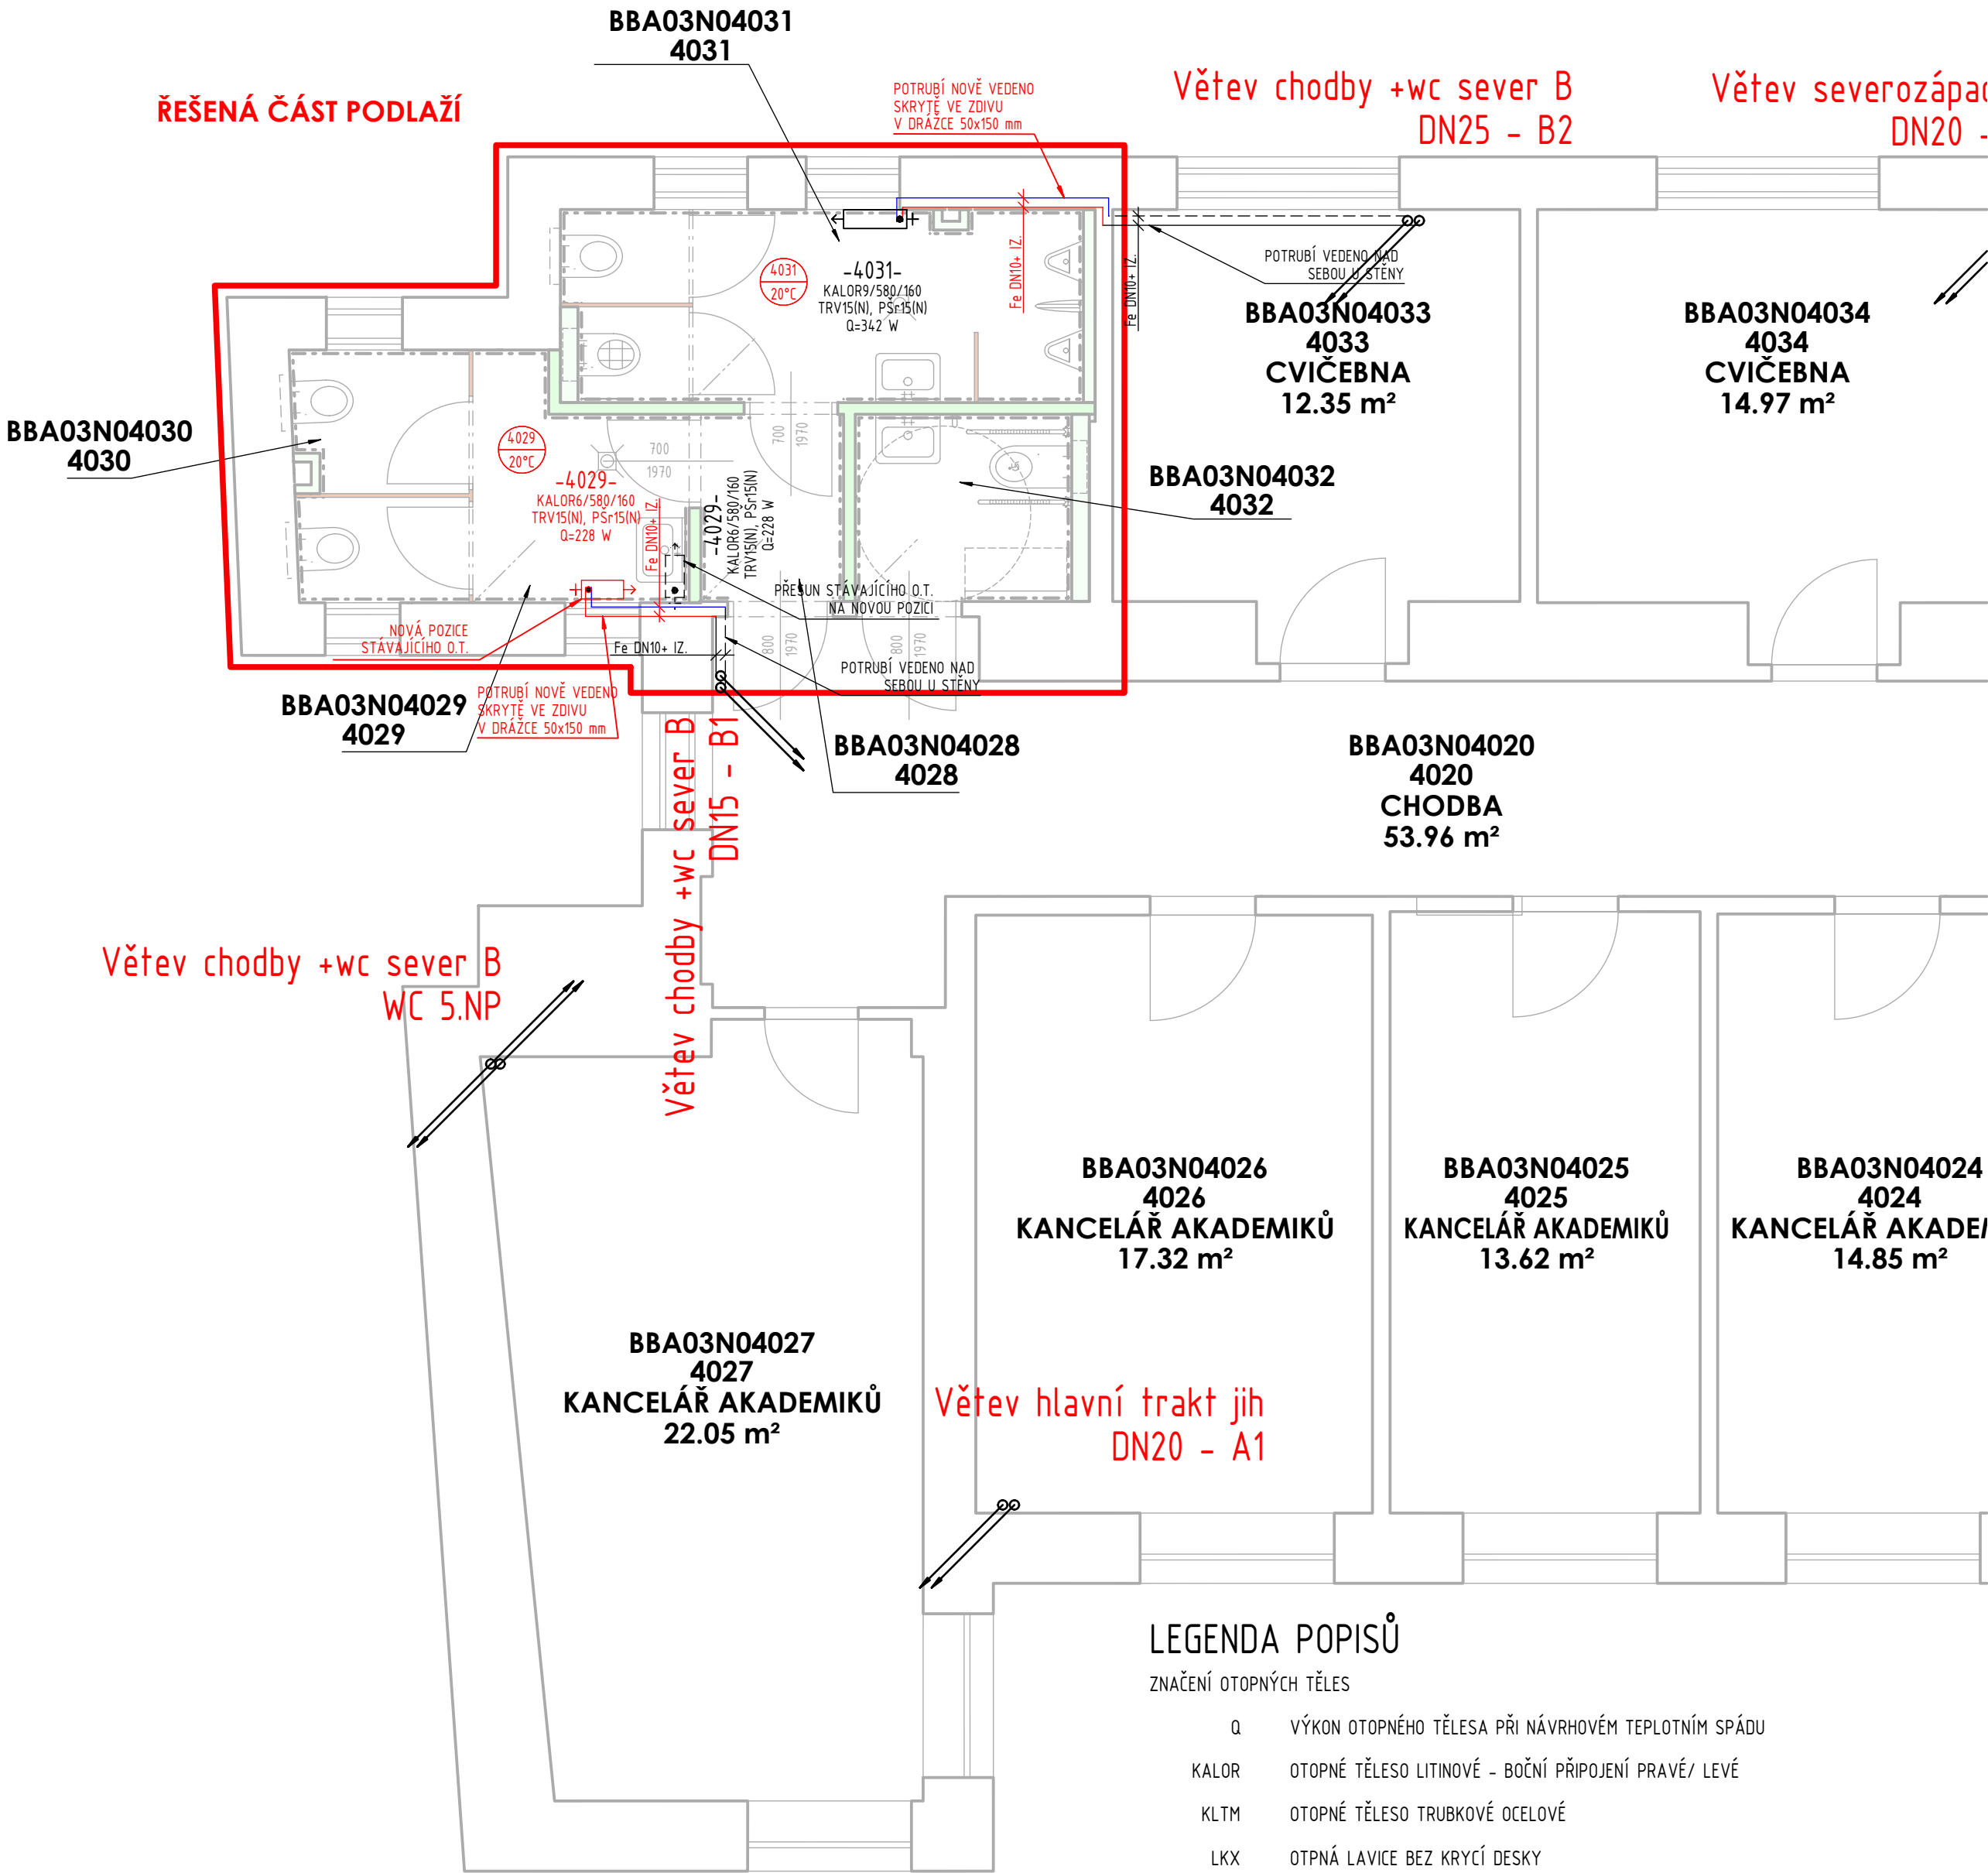 BBA03N04031
4031
ŘEŠENÁ ČÁST PODLAŽÍ
POTRUBÍ NOVĚ VEDENO
SKRYTĚ VE ZDIVU
V DRÁŽCE 50x150 mm
Větev chodby +wc sever B
DN25 - B2
Větev severozápad
DN20 -
4031
20°C
-4031-
KALOR9/580/160
TRV15(N), PŠr15(N)
Q=342 W
Fe DN10+ IZ.
Fe DN10+ IZ.
POTRUBÍ VEDENO NAD
SEBOU U STĚNY
BBA03N04033
4033
CVIČEBNA
12.35 m²
BBA03N04034
4034
CVIČEBNA
14.97 m²
BBA03N04030
4030
4029
20°C
-4029-
KALOR6/580/160
TRV15(N), PŠr15(N)
Q=228 W
Fe DN10+ IZ.
700
1970
700
1970
-4029-
KALOR6/580/160
TRV15(N), PŠr15(N)
Q=228 W
BBA03N04032
4032
PŘESUN STÁVAJÍCÍHO O.T.
NA NOVOU POZICI
NOVÁ POZICE
STÁVAJÍCÍHO O.T.
Fe DN10+ IZ.
800
1970
800
1970
POTRUBÍ VEDENO NAD
SEBOU U STĚNY
BBA03N04029
4029
POTRUBÍ NOVĚ VEDENO
SKRYTĚ VE ZDIVU
V DRÁŽCE 50x150 mm
Větev chodby +wc sever B
DN15 - B1
BBA03N04028
4028
BBA03N04020
4020
CHODBA
53.96 m²
Větev chodby +wc sever B
WC 5.NP
BBA03N04026
4026
KANCELÁŘ AKADEMIKŮ
17.32 m²
BBA03N04025
4025
KANCELÁŘ AKADEMIKŮ
13.62 m²
BBA03N04024
4024
KANCELÁŘ AKADEM
14.85 m²
BBA03N04027
4027
KANCELÁŘ AKADEMIKŮ
22.05 m²
Větev hlavní trakt jih
DN20 - A1
LEGENDA POPISŮ
ZNAČENÍ OTOPNÝCH TĚLES
Q VÝKON OTOPNÉHO TĚLESA PŘI NÁVRHOVÉM TEPLOTNÍM SPÁDU
KALOR OTOPNÉ TĚLESO LITINOVÉ - BOČNÍ PŘIPOJENÍ PRAVÉ/ LEVÉ
KLTM OTOPNÉ TĚLESO TRUBKOVÉ OCELOVÉ
LKX OTPNÁ LAVICE BEZ KRYCÍ DESKY